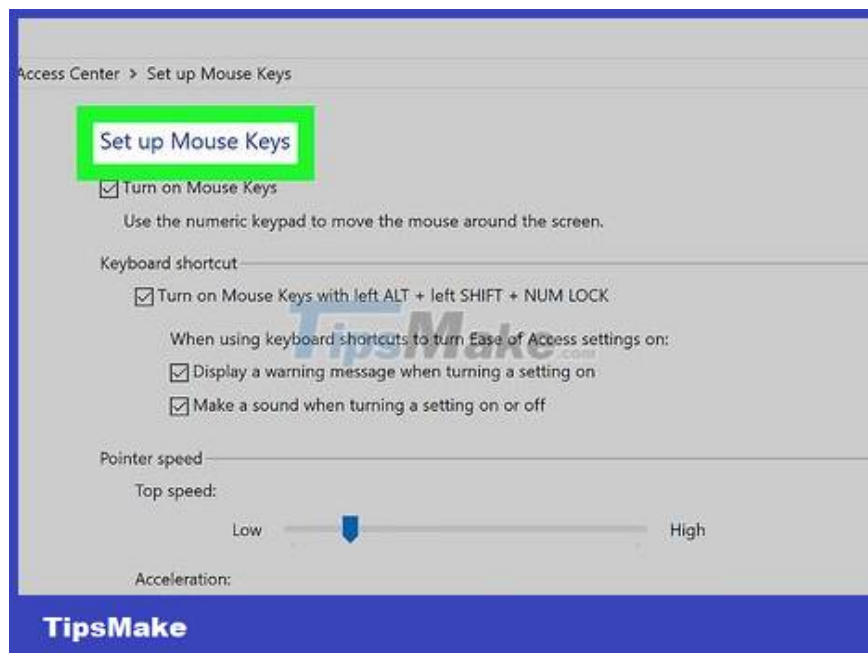 Access Center > Set up Mouse Keys
Set up Mouse Keys
Turn on Mouse Keys
Use the numeric keypad to move the mouse around the screen.
Keyboard shortcut
Turn on Mouse Keys with left ALT + left SHIFT + NUM LOCK
When using keyboard shortcuts to turn Ease of Access settings on:
TipsMake.com
Display a warning message when turning a setting on
Make a sound when turning a setting on or off
Pointer speed
Top speed:
Low High
Acceleration:
TipsMake